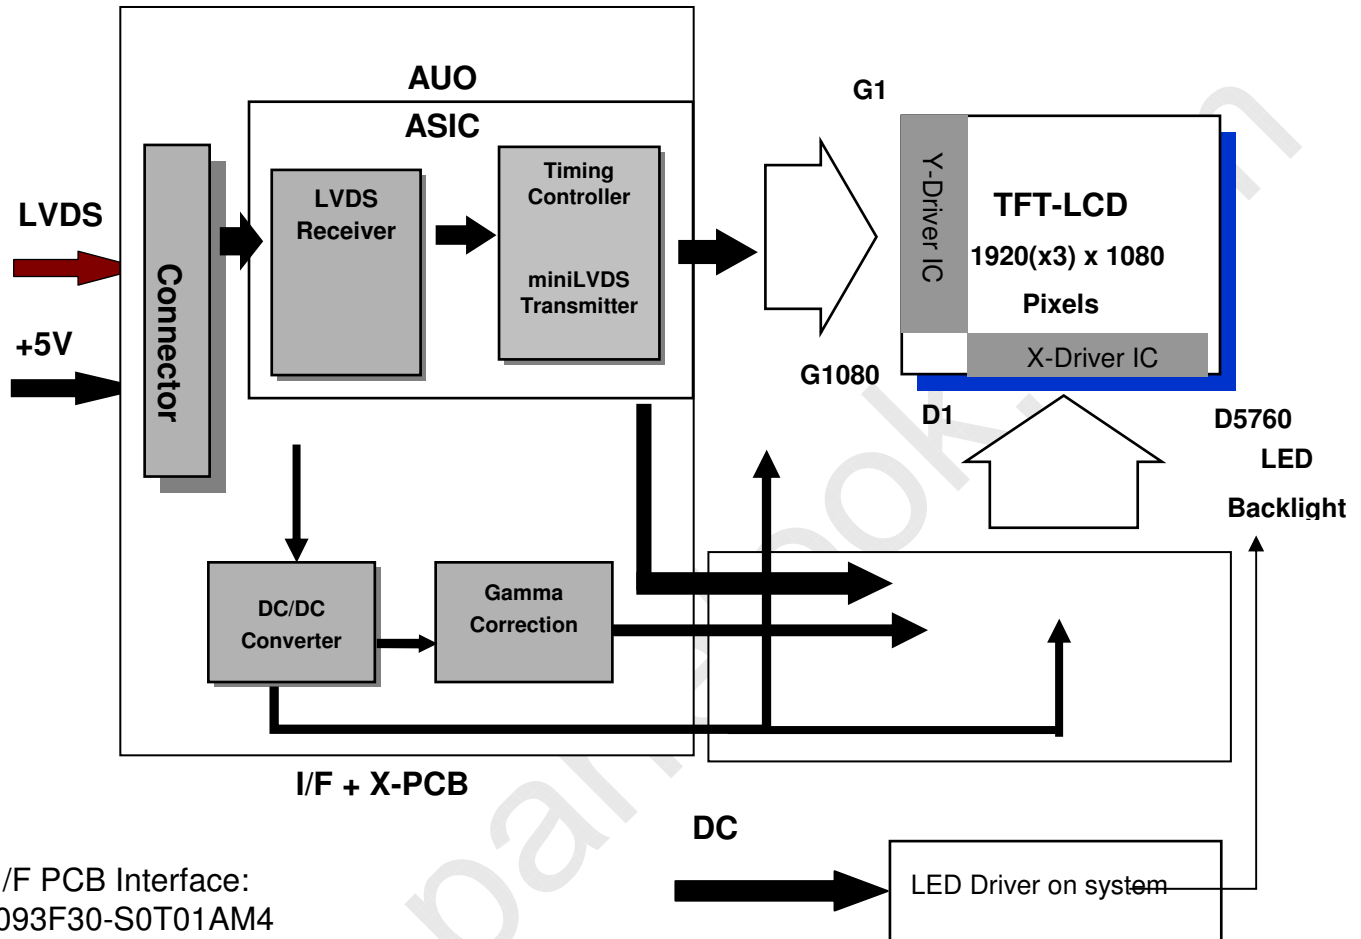 AUO
ASIC
LVDS
+5V
Connector
LVDS
Receiver
Timing
Controller
miniLVDS
Transmitter
G1
G1080
Y-Driver IC
TFT-LCD
1920(x3) x 1080
Pixels
X-Driver IC
D1
D5760
LED
Backlight
DC/DC
Converter
Gamma
Correction
I/F + X-PCB
DC
LED Driver on system
/F PCB Interface:
093F30-S0T01AM4